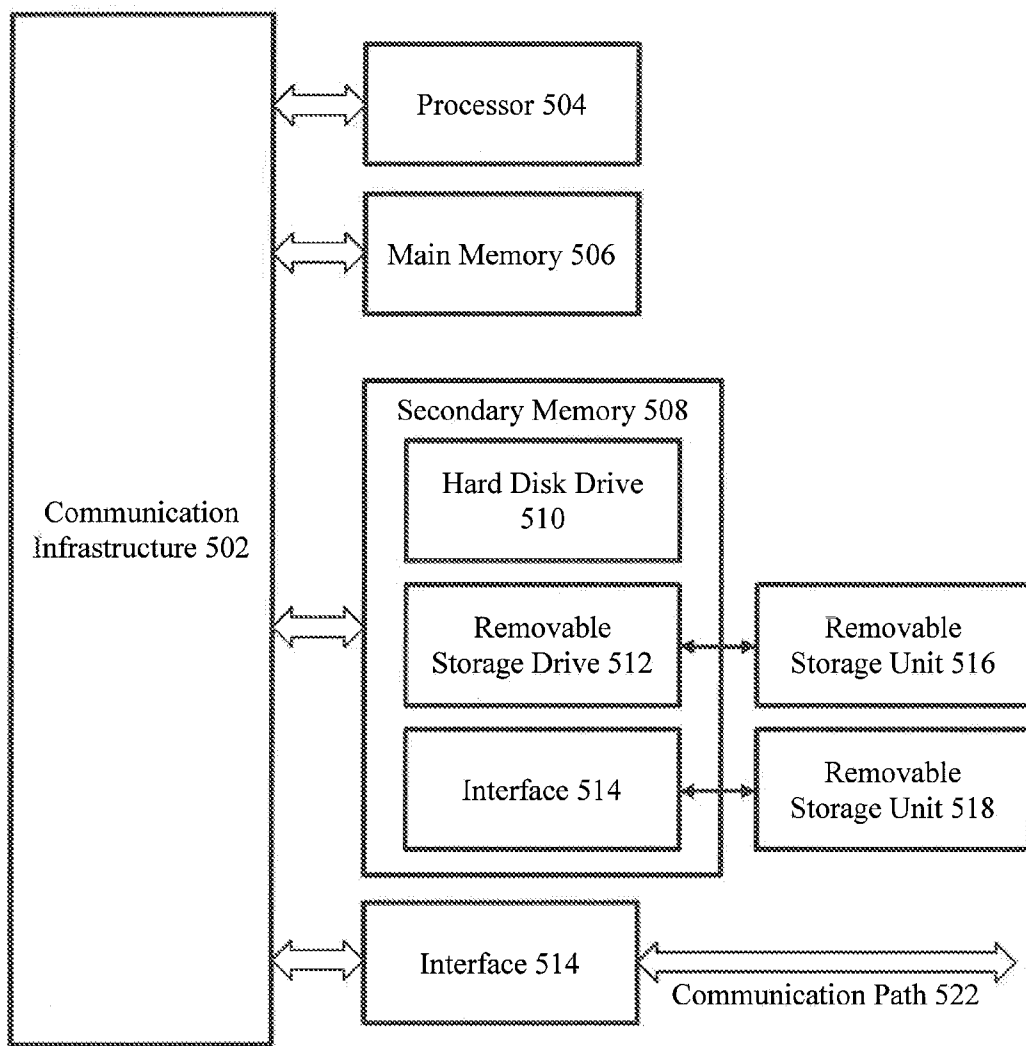 Processor 504
Main Memory 506
Secondary Memory 508
Hard Disk Drive
510
Communication
Infrastructure 502
Removable
Storage Drive 512
Removable
Storage Unit 516
Interface 514
Removable
Storage Unit 518
Interface 514
Communication Path 522